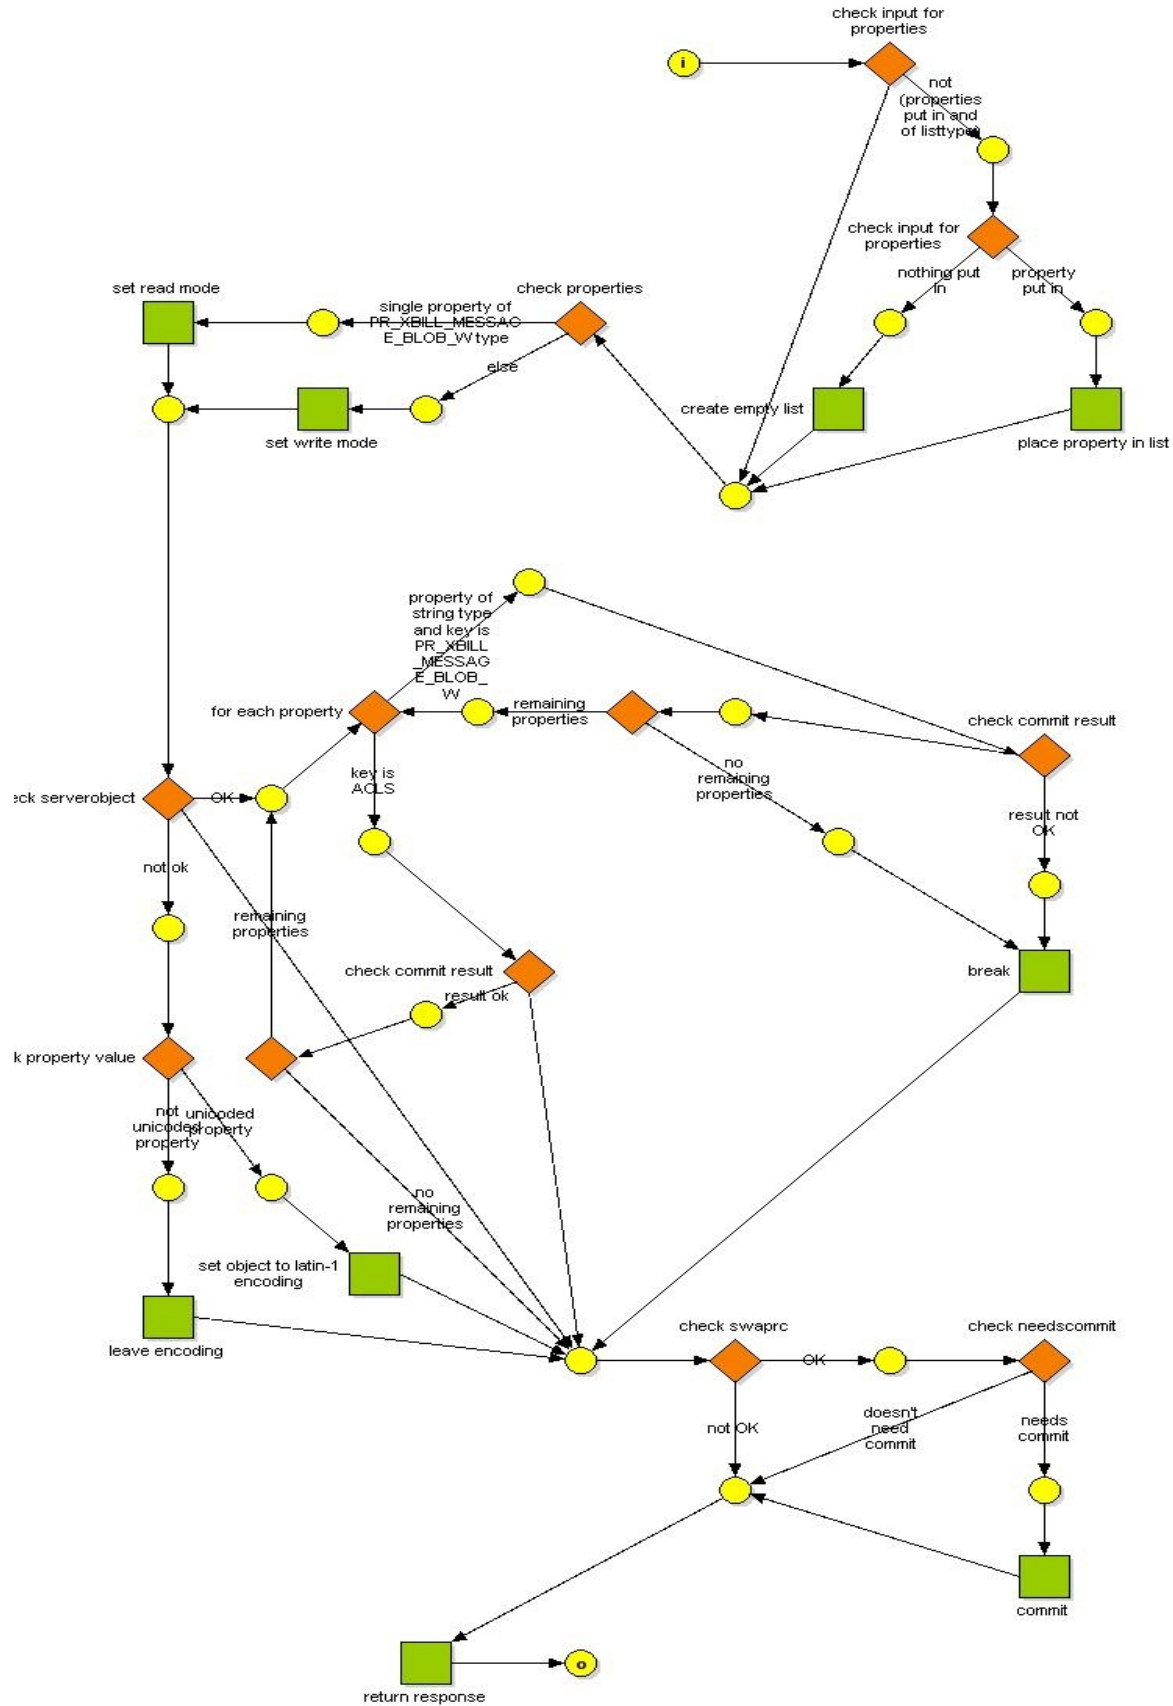 check input for
properties
i
not
(properties
put in and
of listtype)
check input for
properties
nothing put
in
property
put in
set read mode
single property of
PR_XBILL_MESSAG
E_BLOB_W type
check properties
else
create empty list
set write mode
place property in list
property of
string type
and key is
PR_XBILL
_MESSAG
E_BLOB_
W
for each property
remaining
properties
check commit result
no
remaining
properties
key is
ACLS
eck serverobject
OK
result not
OK
not ok
remaining
properties
check commit result
result ok
break
k property value
not
unicoded
property
unicoded
property
no
remaining
properties
set object to latin-1
encoding
leave encoding
check swaprc
check needscommit
OK
not OK
doesn't
need
commit
needs
commit
commit
o
return response